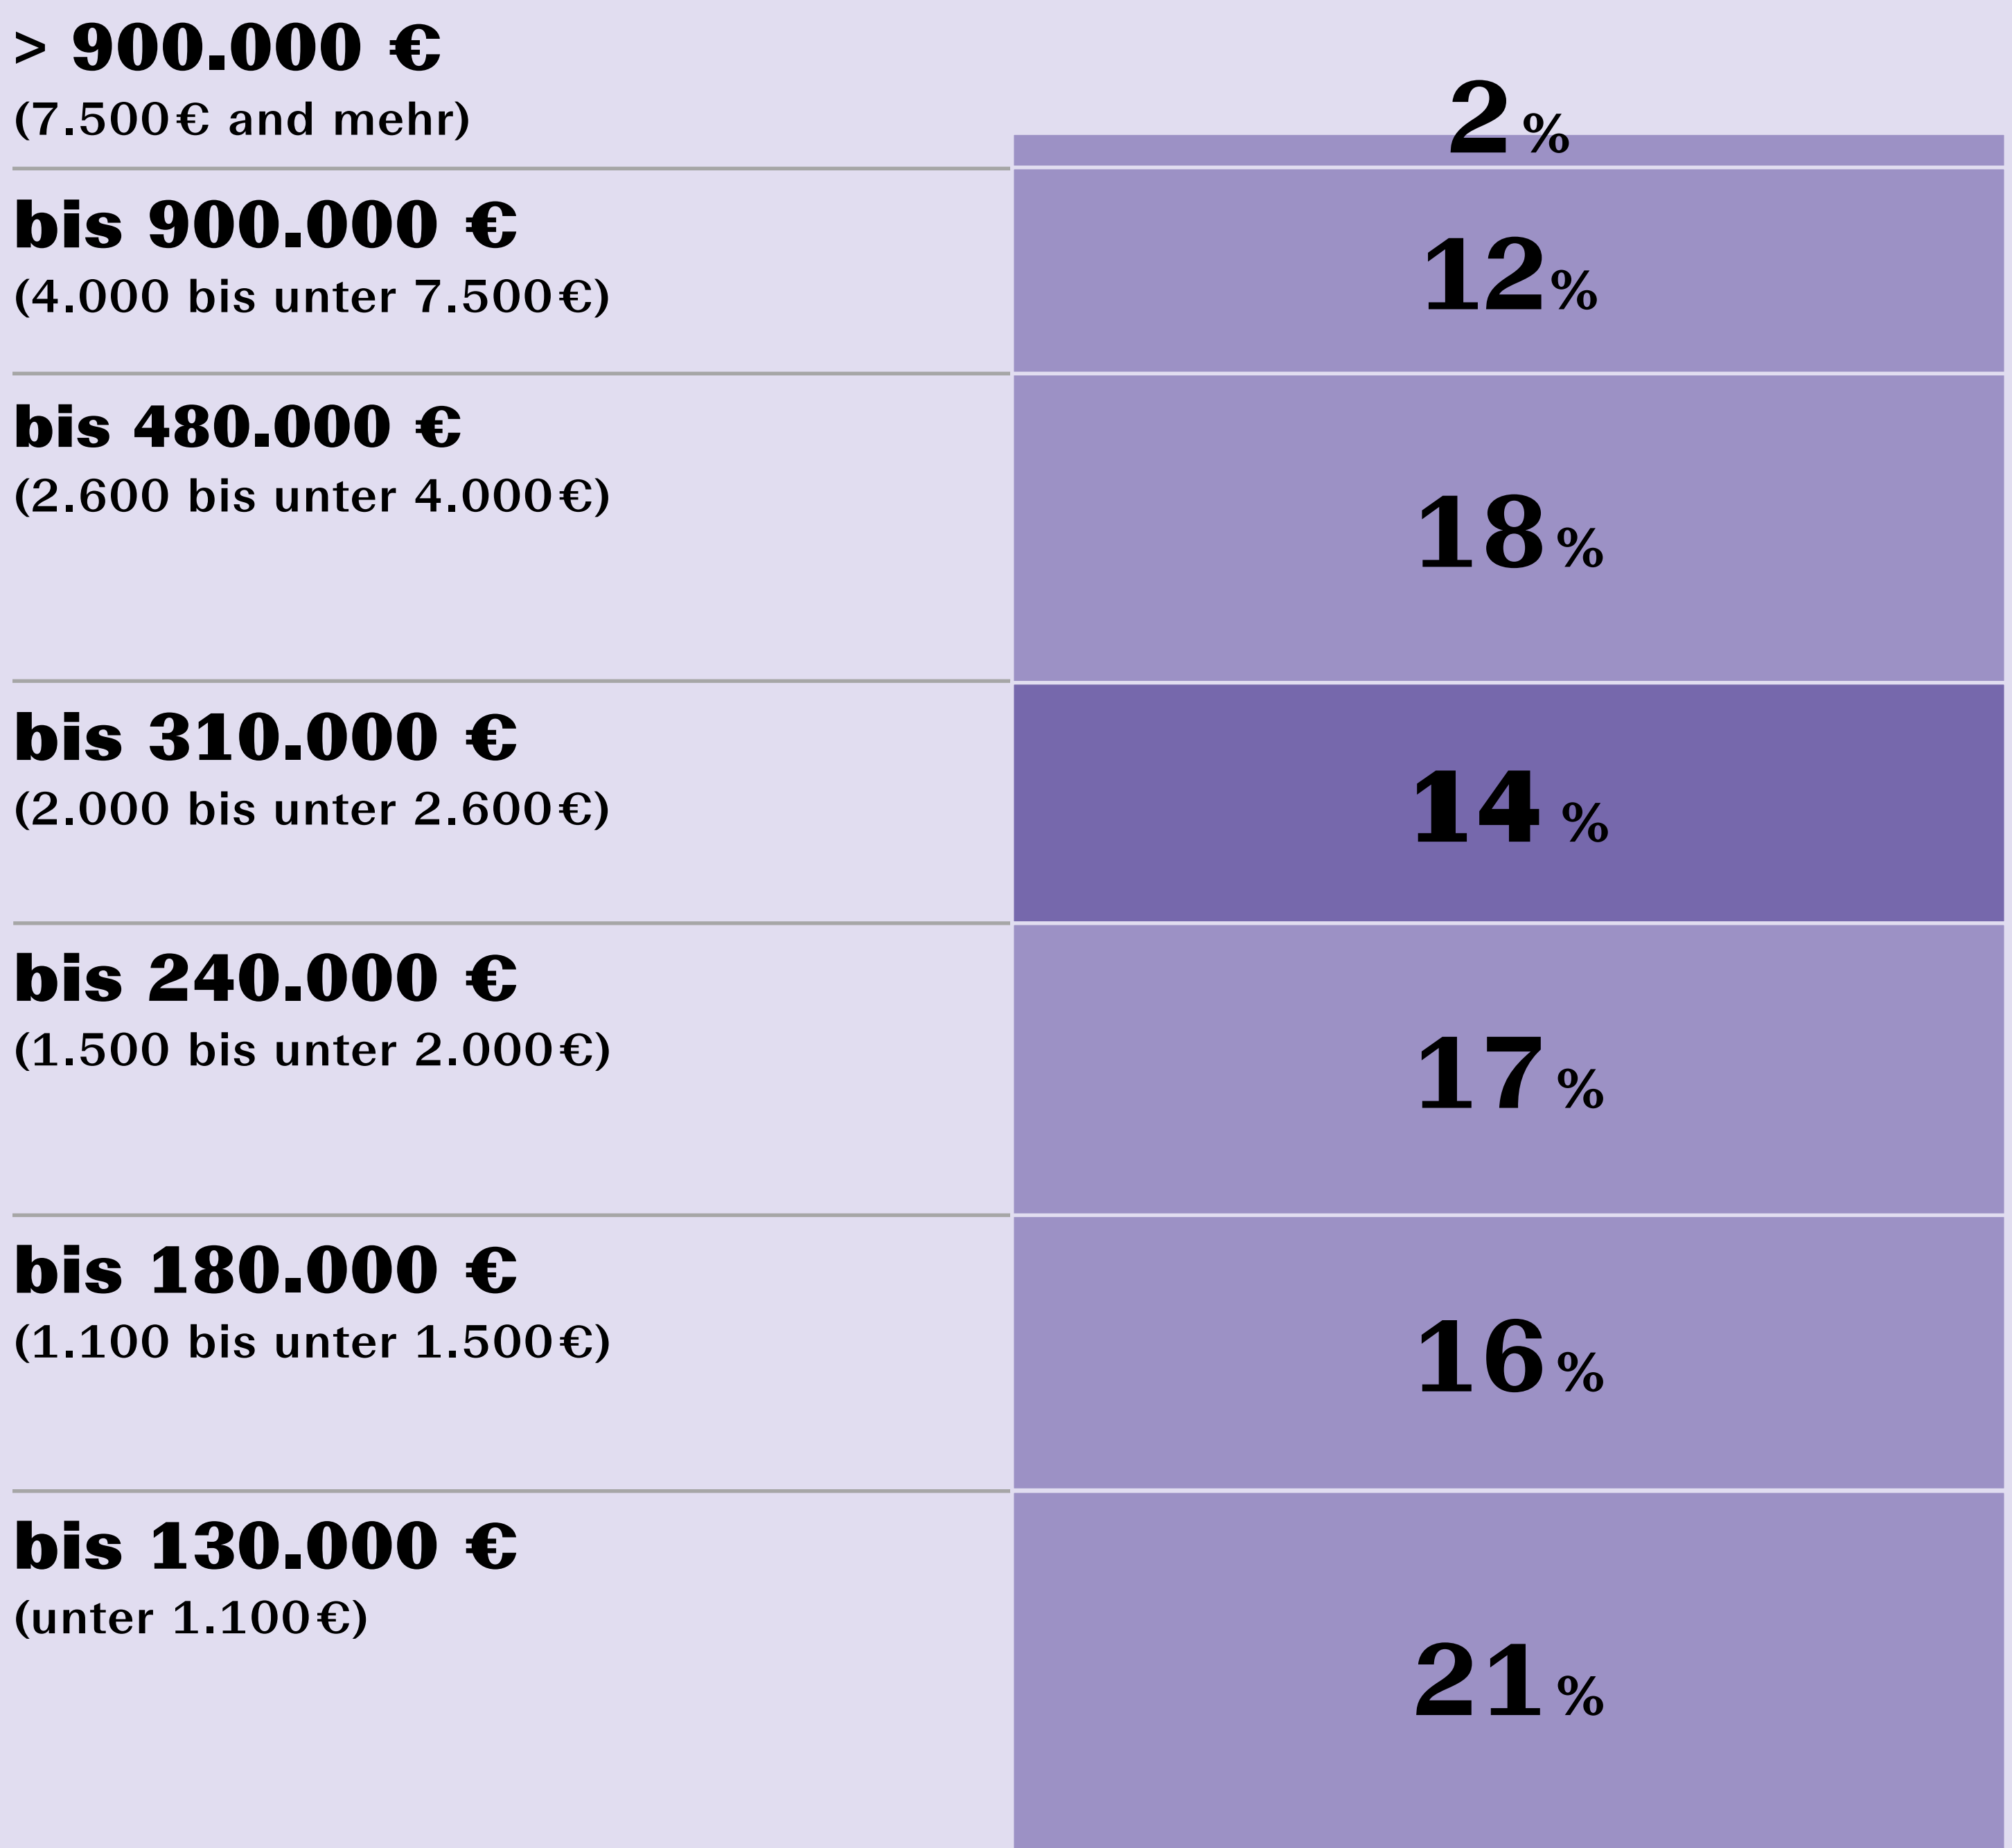 > 900.000 €
(7.500 € and mehr)
2 %
bis 900.000 €
(4.000 bis unter 7.500 €)
12 %
bis 480.000 €
(2.600 bis unter 4.000 €)
18 %
bis 310.000 €
(2.000 bis unter 2.600 €)
14 %
bis 240.000 €
(1.500 bis unter 2.000 €)
17 %
bis 180.000 €
(1.100 bis unter 1.500 €)
16 %
bis 130.000 €
(unter 1.100 €)
21 %